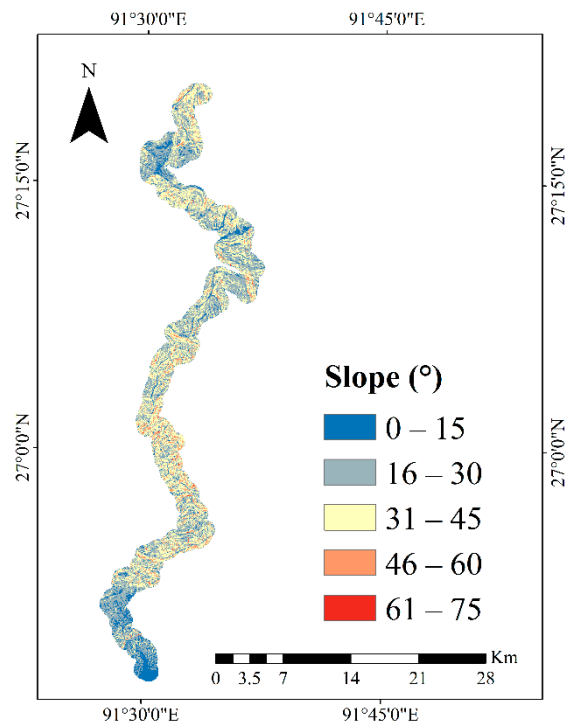 91°30'0"E 91°45'0"E
N
27°15'0"N 27°15'0"N
Slope (°)
0 – 15
16 – 30
27°0'0"N 27°0'0"N
31 – 45
46 – 60
61 – 75
Km
0 3.5 7 14 21 28
91°30'0"E 91°45'0"E